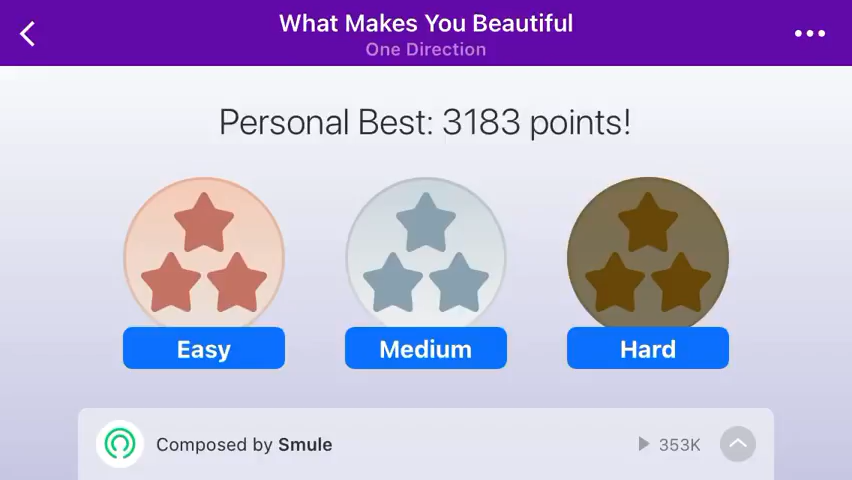 What Makes You Beautiful
One Direction
Personal Best: 3183 points!
Easy
Medium
Hard
Composed by Smule
353K